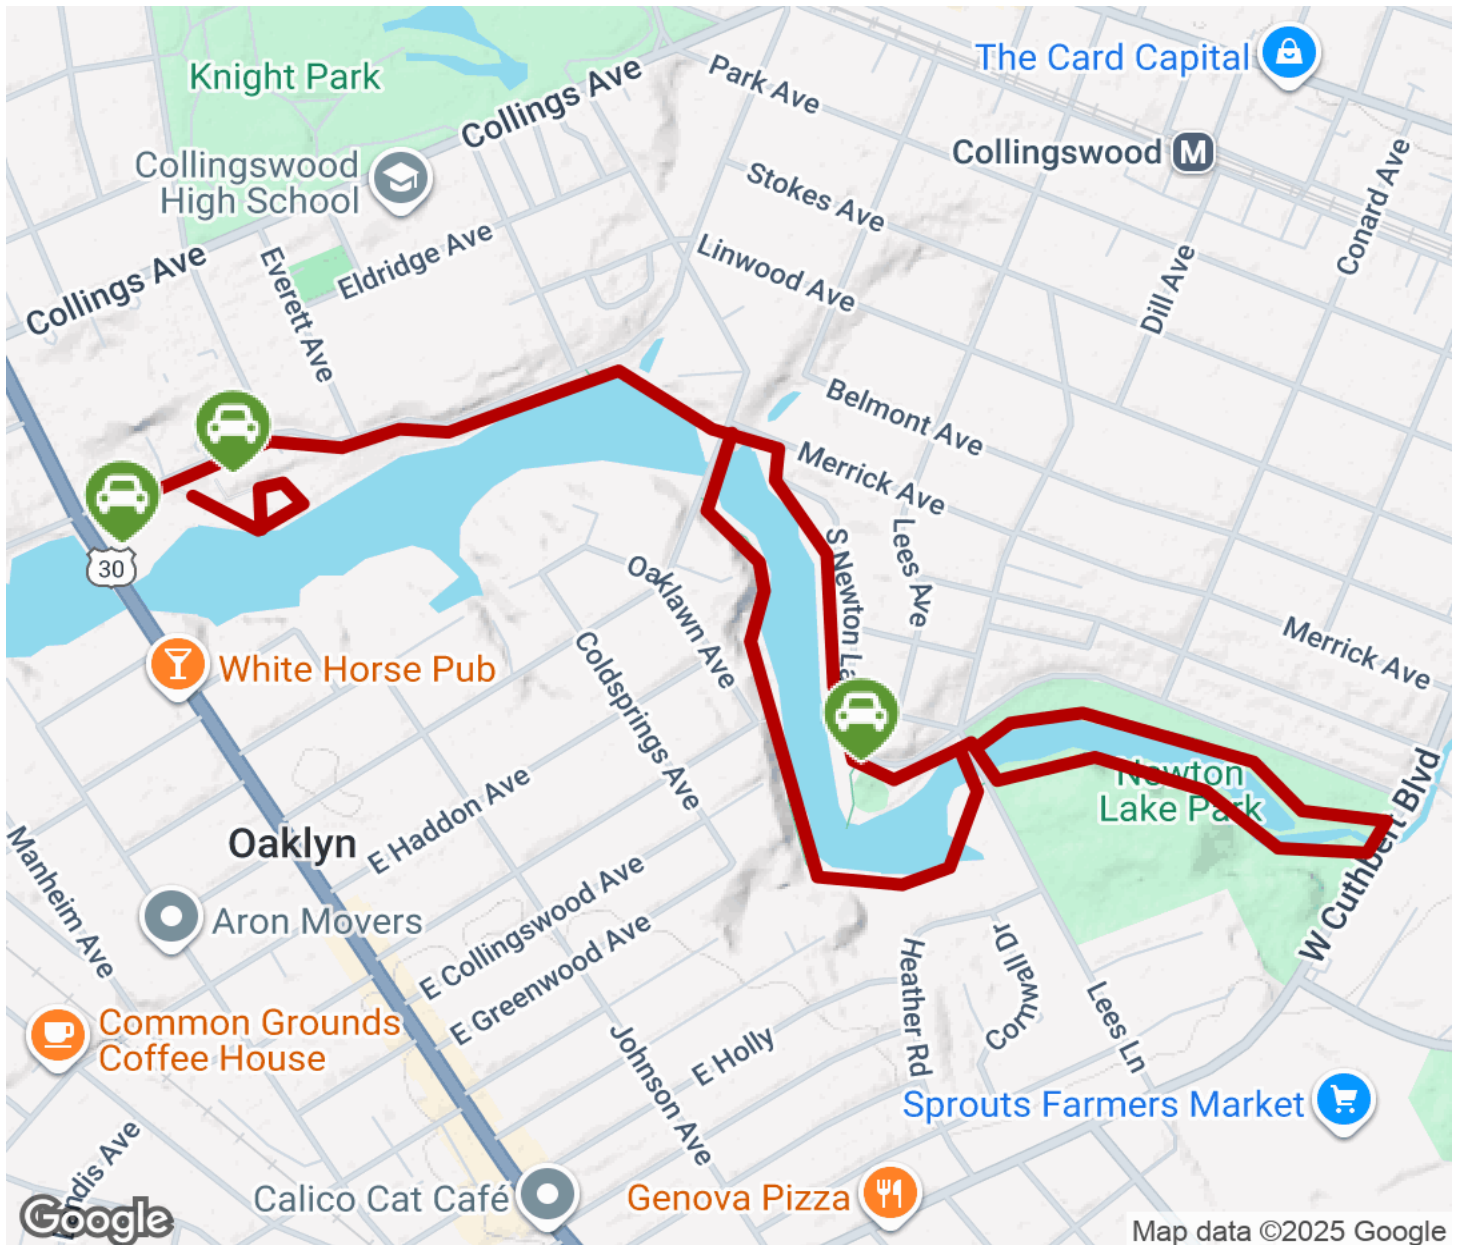 The Card Capital
Knight Park
Collings Ave
Park Ave
Collingswood
M
Conard Ave
Collingswood
High School
Stokes Ave
Eldridge Ave
Collings Ave
Everett Ave
Linwood Ave
Dill Ave
Belmont Ave
Merrick Ave
S Newton La
Lees Ave
30
Oaklawn Ave
Merrick Ave
White Horse Pub
Coldsprings Ave
Newton
Lake Park
W Cuthbert Blvd
E Haddon Ave
Oaklyn
Manheim Ave
Aron Movers
E Collingswood Ave
E Greenwood Ave
Heather Rd
Cornwall Dr
Lees Ln
Common Grounds
Coffee House
Johnson Ave
E Holly
Sprouts Farmers Market
Calico Cat Café
Genova Pizza
Google
Map data ©2025 Google